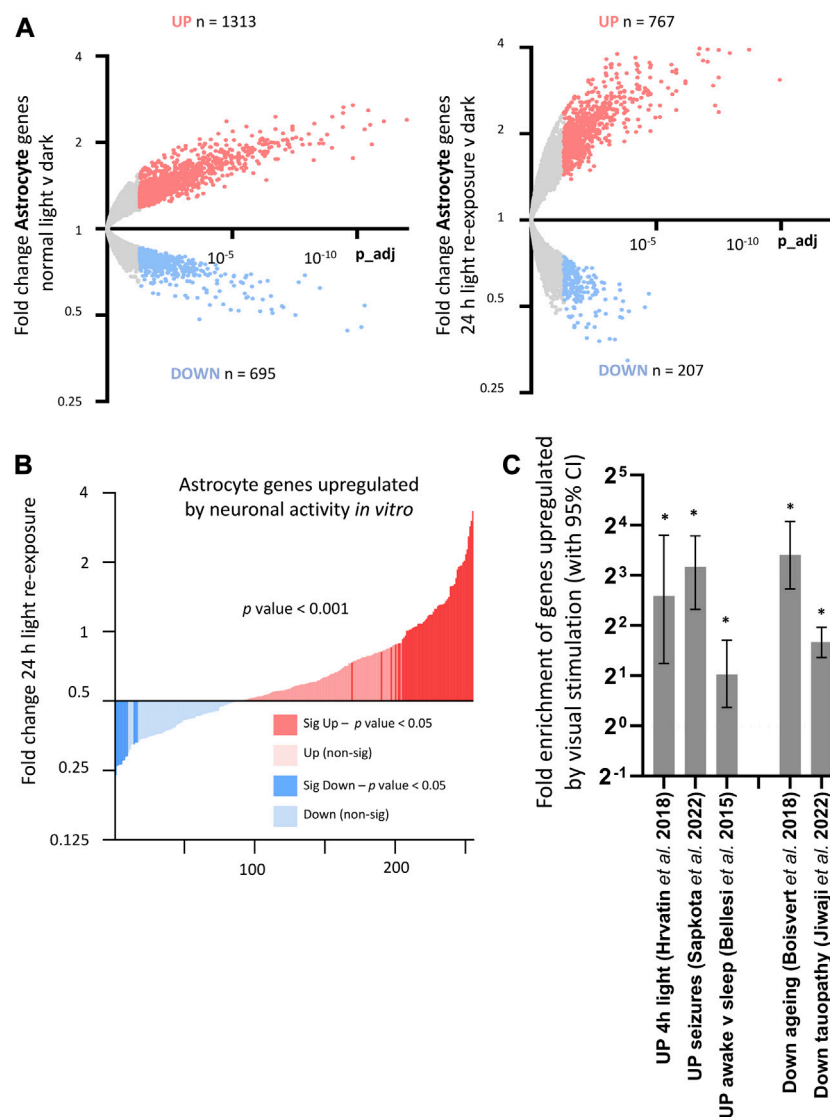 A
UP n = 1313
Fold change Astrocyte genes
normal light v dark
4
2
1
0.5
0.25
10⁻⁵
10⁻¹⁰
p_adj
DOWN n = 695
UP n = 767
Fold change Astrocyte genes
24 h light re-exposure v dark
4
2
1
0.5
0.25
10⁻⁵
10⁻¹⁰
p_adj
DOWN n = 207
B
Astrocyte genes upregulated
by neuronal activity in vitro
p value < 0.001
Fold change 24 h light re-exposure
4
2
1
0.5
0.25
0.125
Sig Up – p value < 0.05
Up (non-sig)
Sig Down – p value < 0.05
Down (non-sig)
100
200
C
Fold enrichment of genes upregulated
by visual stimulation (with 95% CI)
2⁵
2⁴
2³
2²
2¹
2⁰
2⁻¹
*
*
*
*
*
UP 4h light (Hrvatin et al. 2018)
UP seizures (Sapkota et al. 2022)
UP awake v sleep (Bellesi et al. 2015)
Down ageing (Boisvert et al. 2018)
Down tauopathy (Jiwaji et al. 2022)